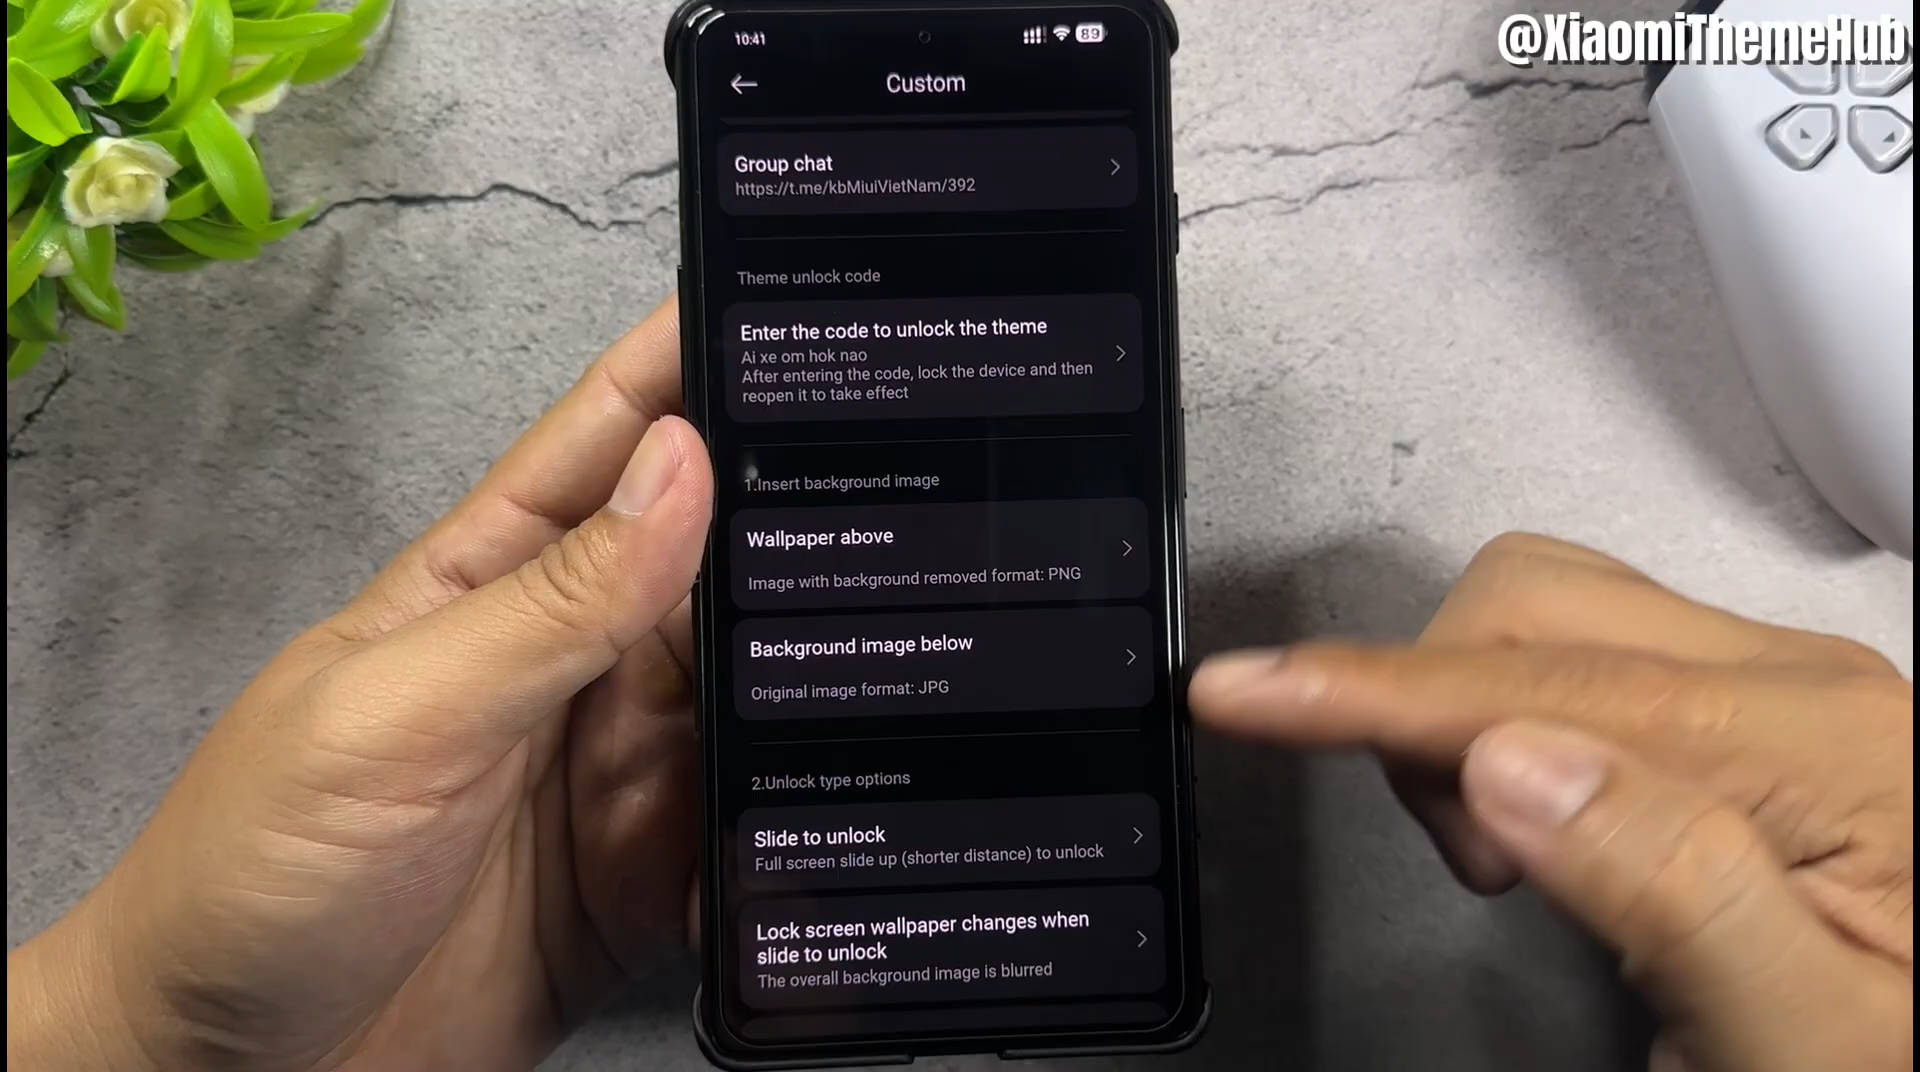 @XiaomiThemeHub
10:41
89
Custom
Group chat
https://t.me/kbMiuiVietNam/392
Theme unlock code
Enter the code to unlock the theme
Ai xe om hok nao
After entering the code, lock the device and then
reopen it to take effect
1.Insert background image
Wallpaper above
Image with background removed format: PNG
Background image below
Original image format: JPG
2.Unlock type options
Slide to unlock
Full screen slide up (shorter distance) to unlock
Lock screen wallpaper changes when
slide to unlock
The overall background image is blurred